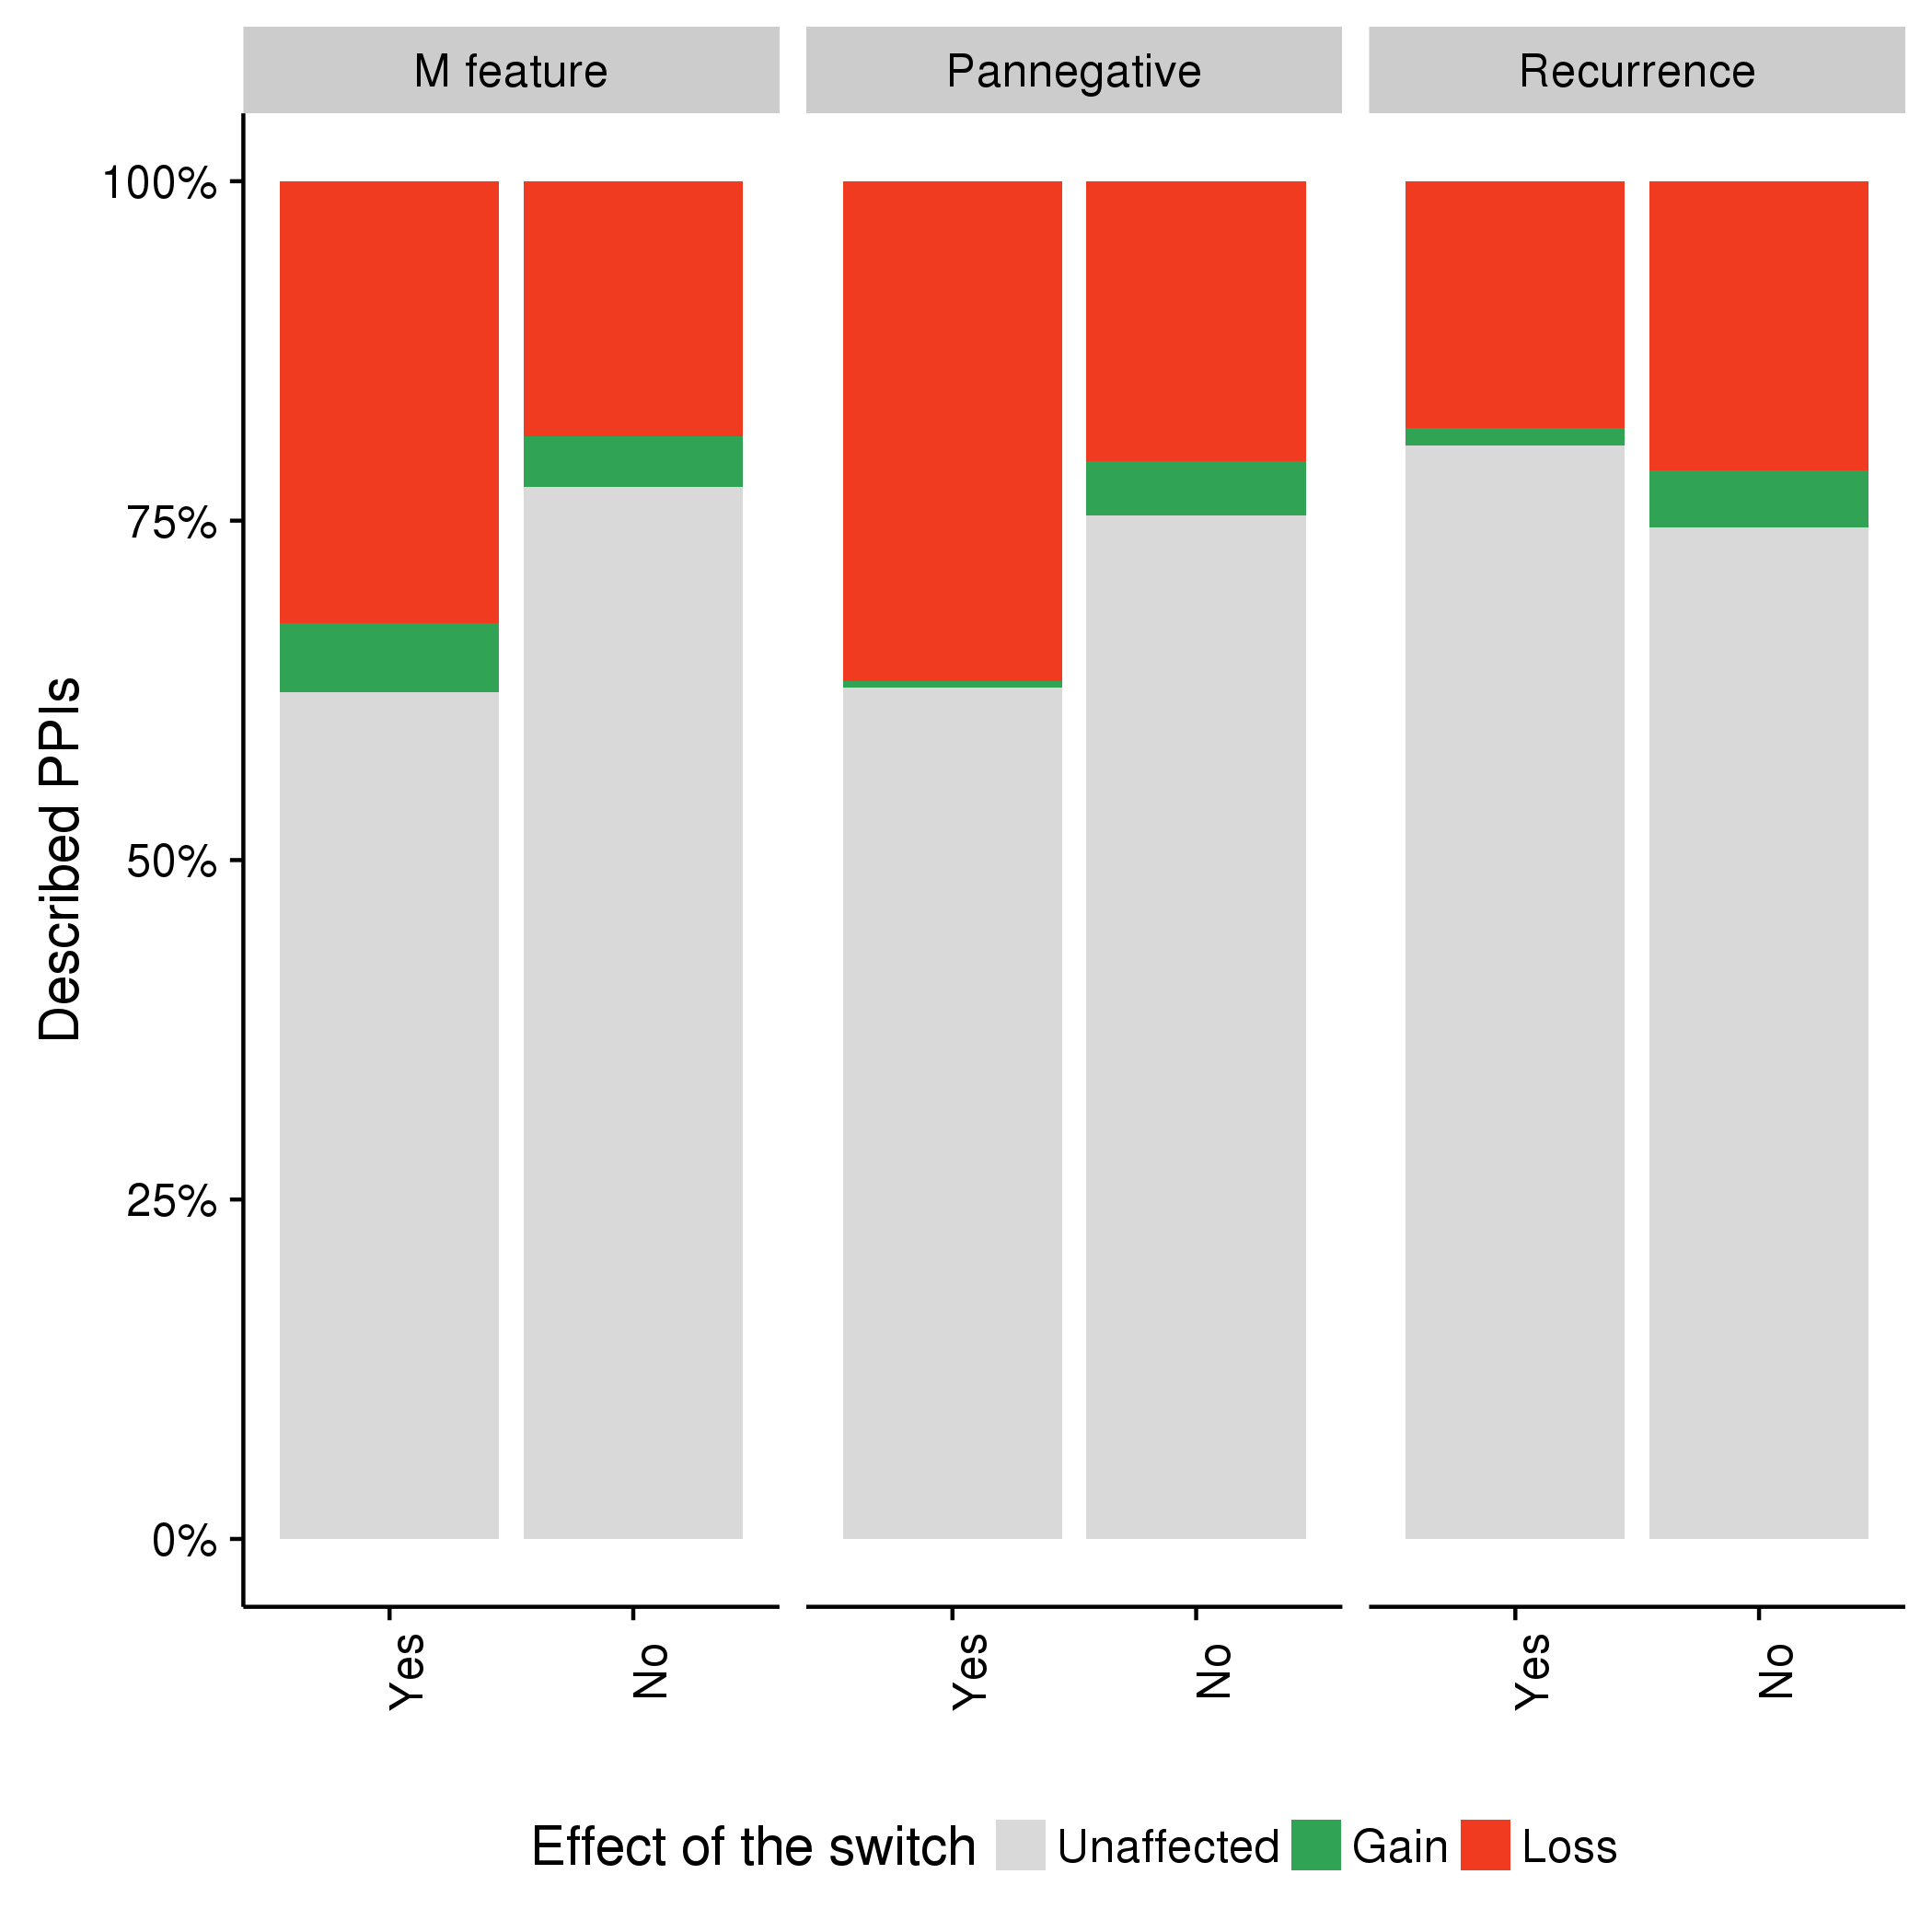 M feature
Pannegative
Recurrence
100%
75%
50%
25%
0%
Described PPIs
Yes
No
Yes
No
Yes
No
Effect of the switch
Unaffected
Gain
Loss